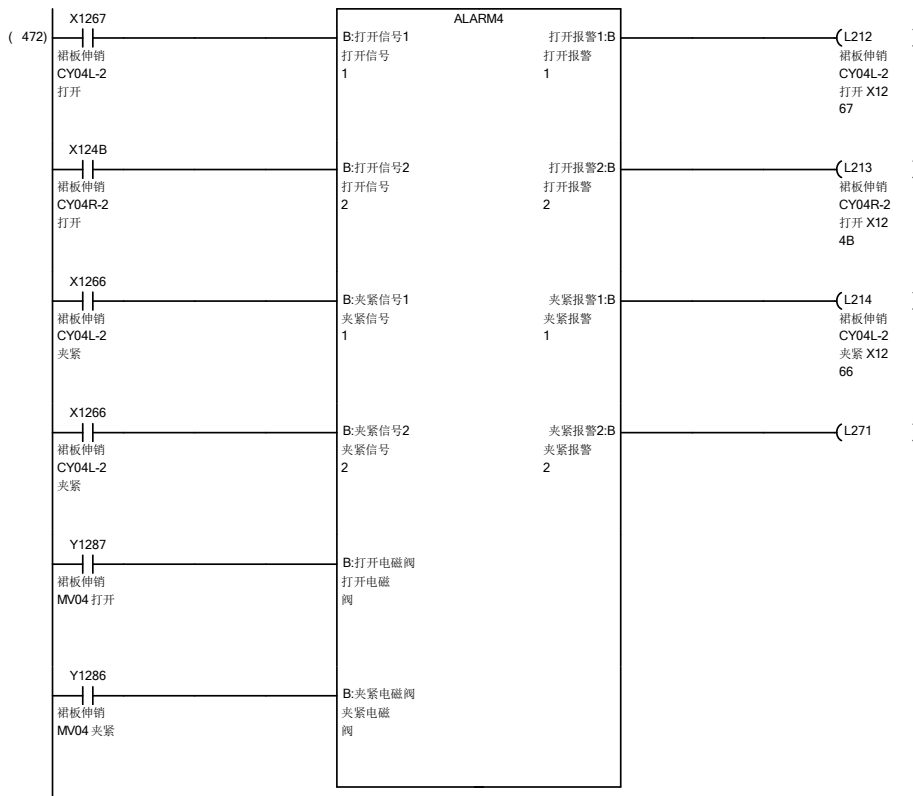 X1267
ALARM4
( 472)
B:打开信号1
打开报警1:B
L212
裙板伸销
打开信号
打开报警
裙板伸销
CY04L-2
1
1
CY04L-2
打开
打开 X12
67
X124B
B:打开信号2
打开报警2:B
L213
裙板伸销
打开信号
打开报警
裙板伸销
CY04R-2
2
2
CY04R-2
打开
打开 X12
4B
X1266
B:夹紧信号1
夹紧报警1:B
L214
裙板伸销
夹紧信号
夹紧报警
裙板伸销
CY04L-2
1
1
CY04L-2
夹紧
夹紧 X12
66
X1266
B:夹紧信号2
夹紧报警2:B
L271
裙板伸销
夹紧信号
夹紧报警
CY04L-2
2
2
夹紧
Y1287
B:打开电磁阀
裙板伸销
打开电磁
MV04 打开
阀
Y1286
B:夹紧电磁阀
裙板伸销
夹紧电磁
MV04 夹紧
阀